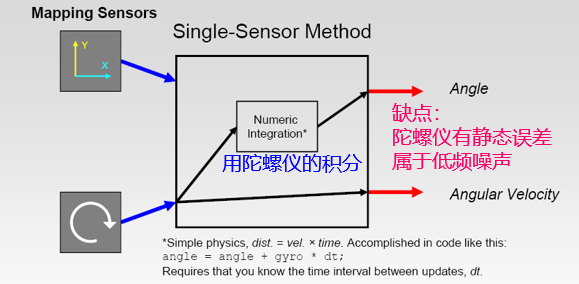 Mapping Sensors
Single-Sensor Method
Y
X
Numeric
Integration*
用陀螺仪的积分
Angle
缺点：
陀螺仪有静态误差
属于低频噪声
Angular Velocity
*Simple physics, dist. = vel. × time. Accomplished in code like this:
angle = angle + gyro * dt;
Requires that you know the time interval between updates, dt.